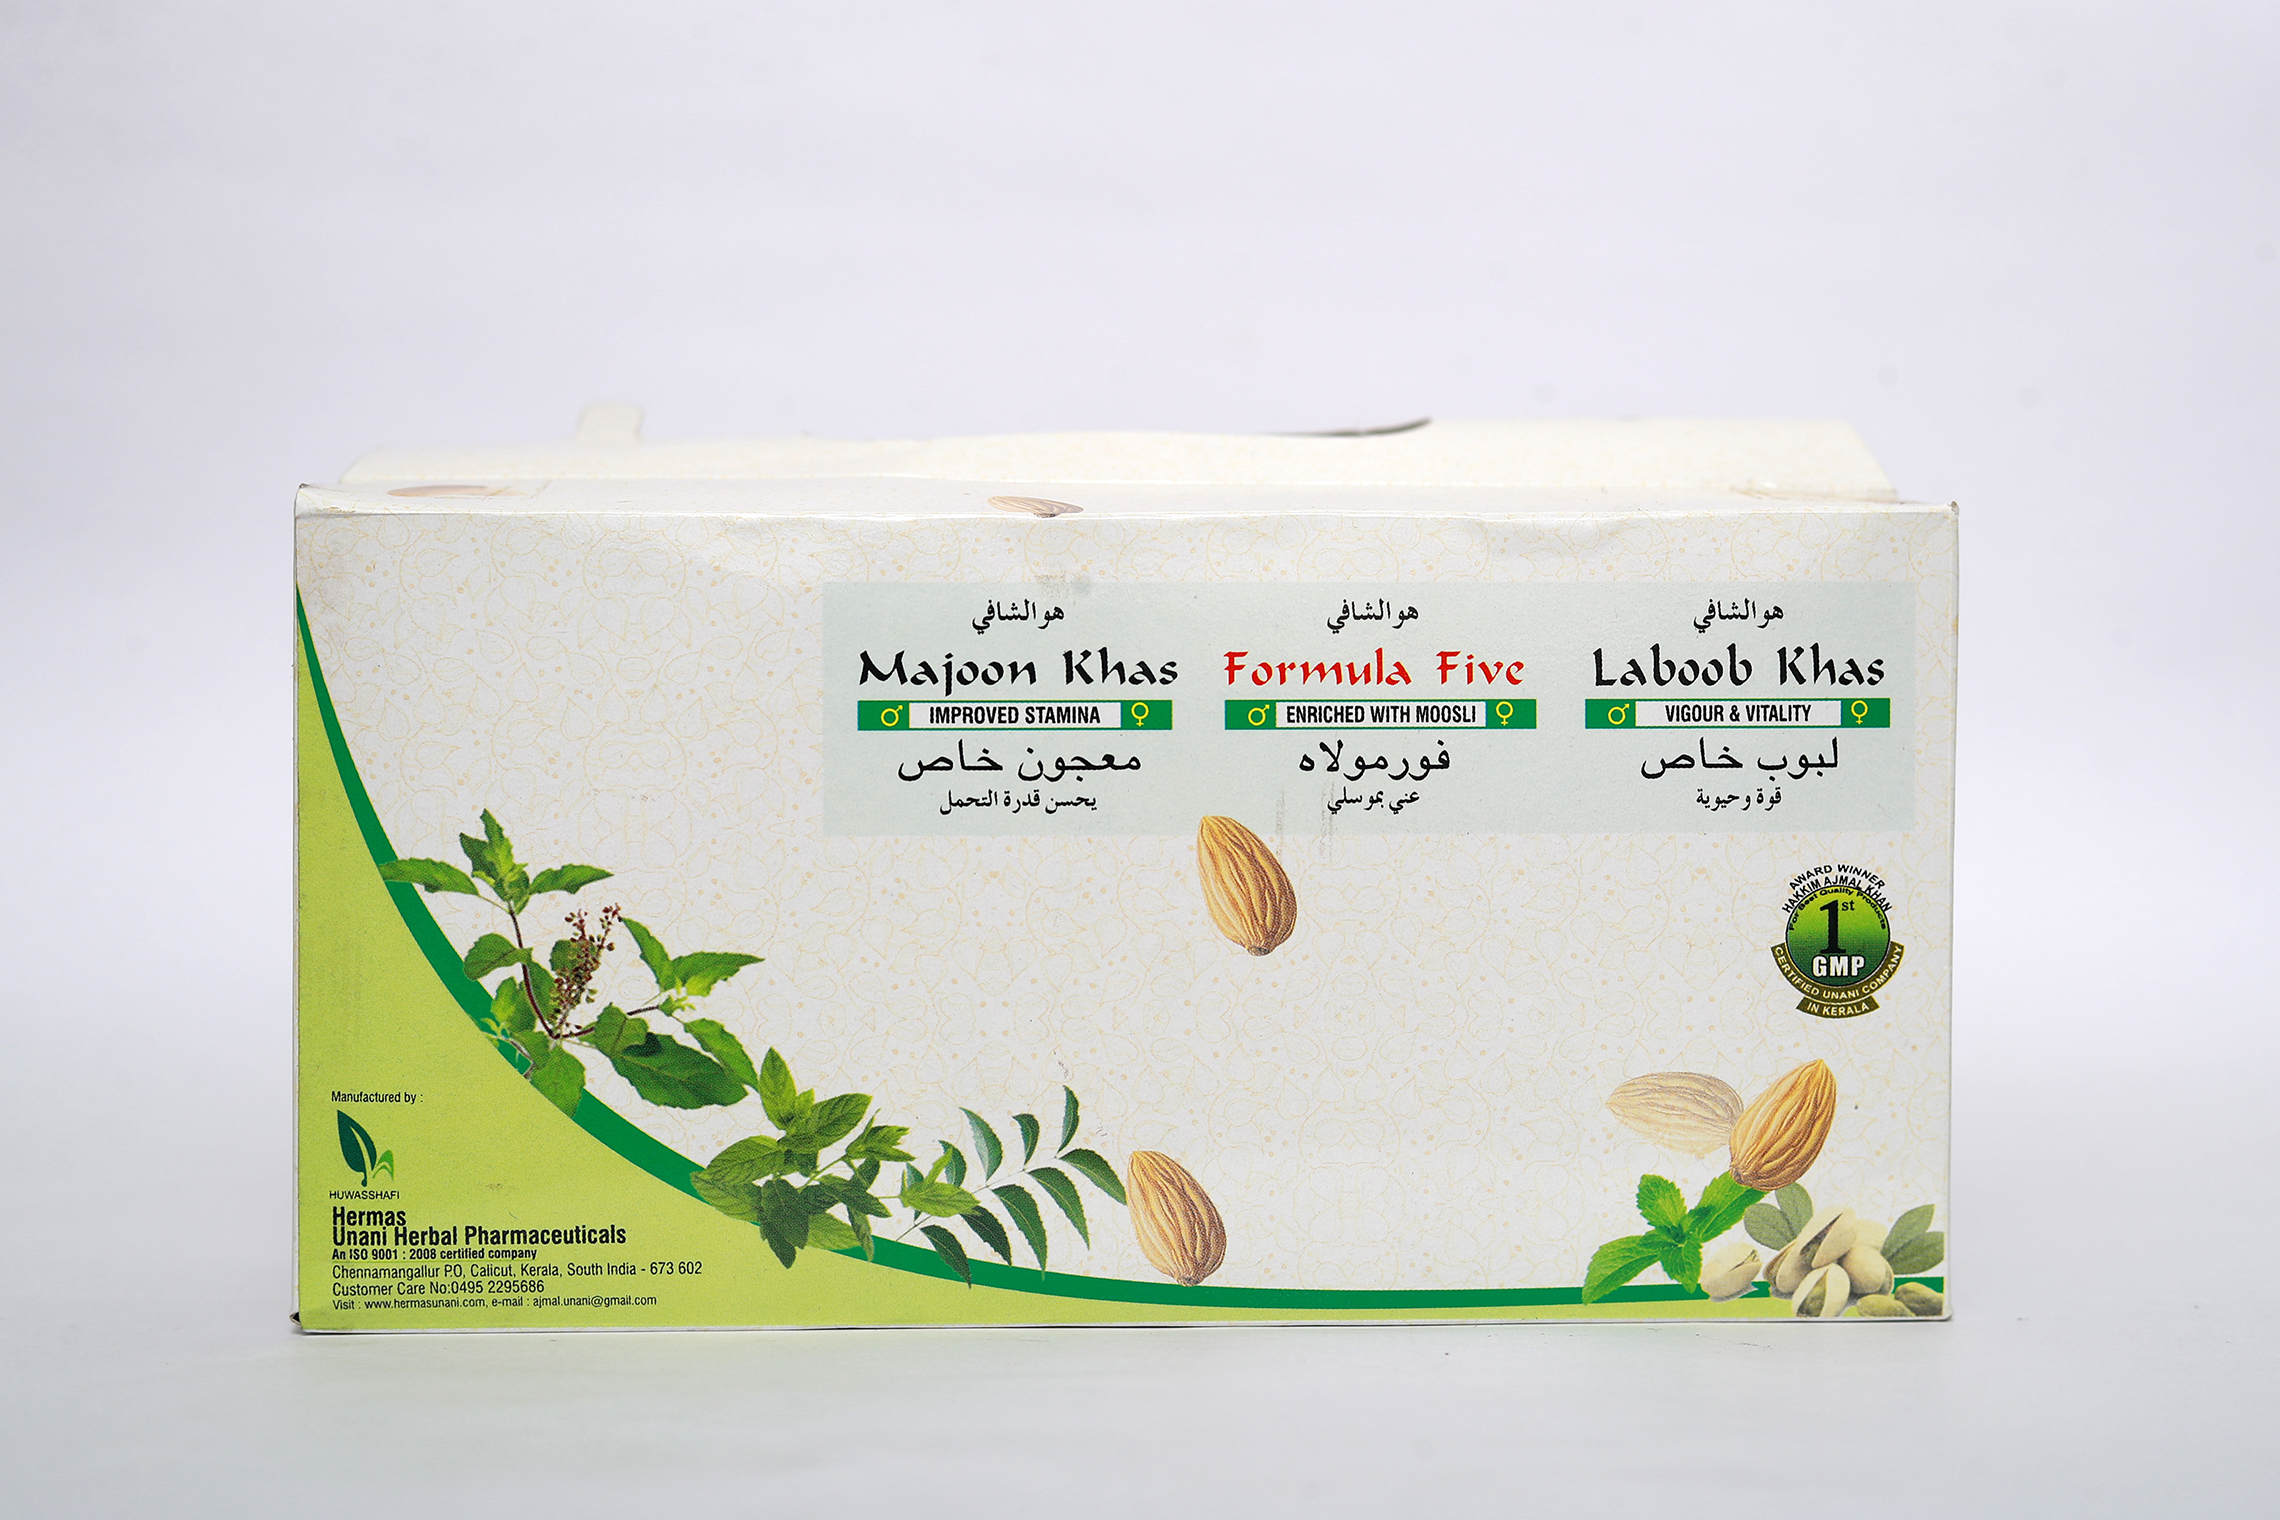 هو الشافي
Majoon Khas
IMPROVED STAMINA
معجون خاص
يحسن قدرة التحمل
هو الشافي
Formula Five
ENRICHED WITH MOOSLI
فورمولاه
غني بموسلي
هو الشافي
Laboob Khas
VIGOUR & VITALITY
لبوب خاص
قوة وحيوية
AWARD WINNER
HAKKIM AJMAL KHAN
For Best Quality Products
1st
GMP
CERTIFIED UNANI COMPANY
IN KERALA
Manufactured by :
HUWASSHAFI
Hermas
Unani Herbal Pharmaceuticals
An ISO 9001 : 2008 certified company
Chennamangallur P.O, Calicut, Kerala, South India - 673 602
Customer Care No:0495 2295686
Visit : www.hermasunani.com, e-mail : ajmal.unani@gmail.com